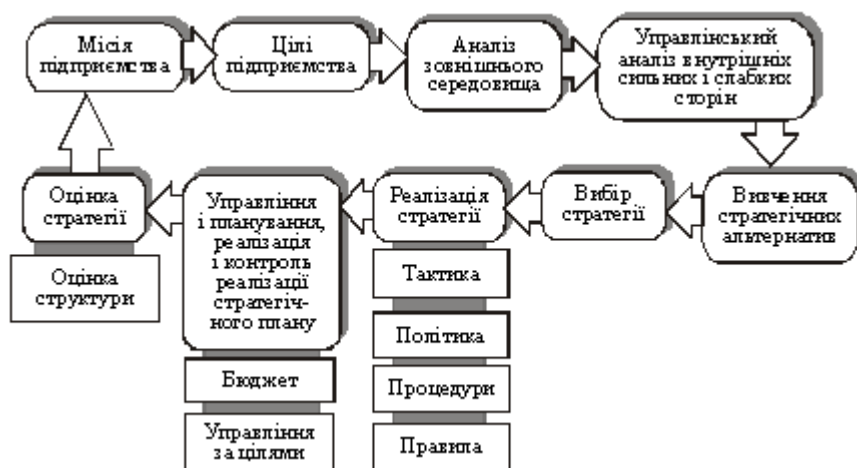 Місія
підприємства
Цілі
підприємства
Аналіз
зовнішнього
середовища
Управлінський
аналіз внутрішніх
сильних і слабких
сторін
Вивчення
стратегічних
альтернатив
Вибір
стратегії
Реалізація
стратегії
Тактика
Політика
Процедури
Правила
Управління
і планування,
реалізація
і контроль
реалізації
стратегіч-
ного плану
Бюджет
Управління
за цілями
Оцінка
стратегії
Оцінка
структури